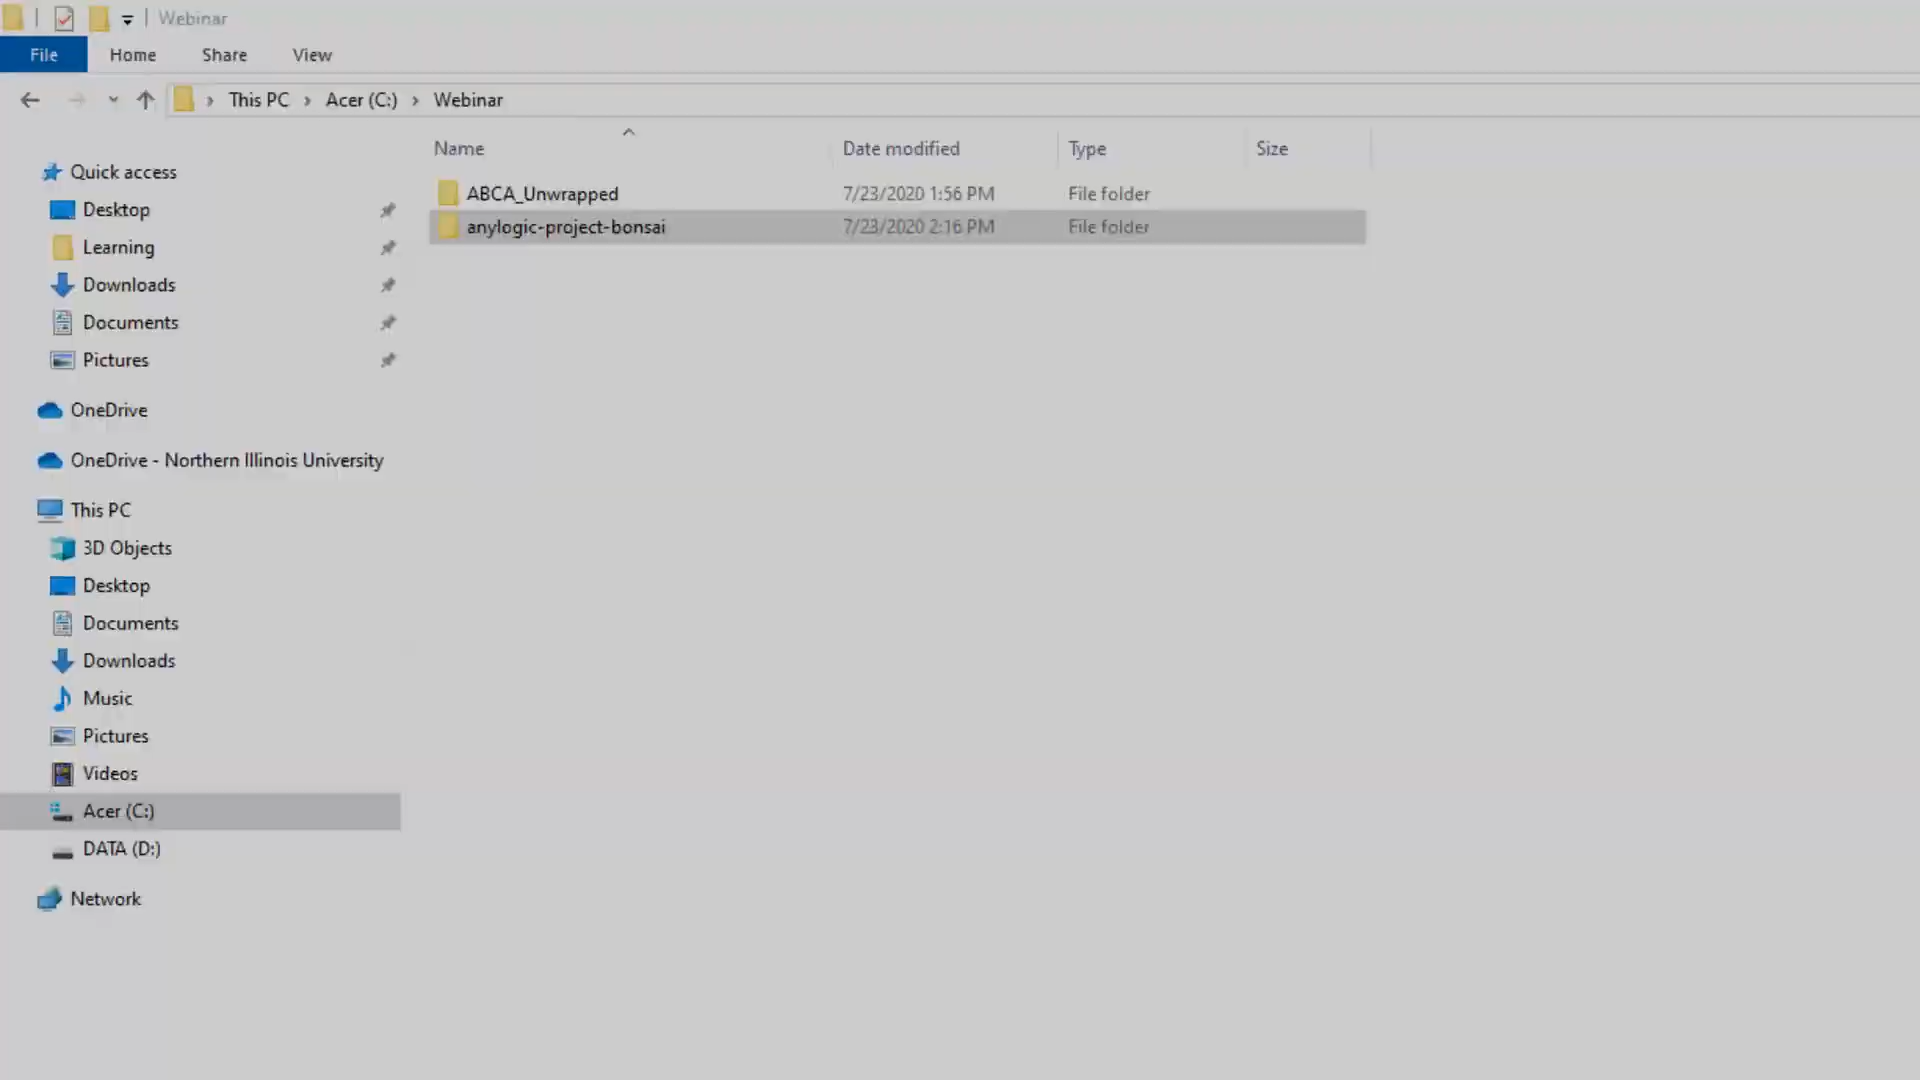 Webinar
File Home Share View
This PC Acer (C:) Webinar
Name Date modified Type Size
ABCA_Unwrapped 7/23/2020 1:56 PM File folder
anylogic-project-bonsai 7/23/2020 2:16 PM File folder
Quick access
Desktop
Learning
Downloads
Documents
Pictures
OneDrive
OneDrive - Northern Illinois University
This PC
3D Objects
Desktop
Documents
Downloads
Music
Pictures
Videos
Acer (C:)
DATA (D:)
Network